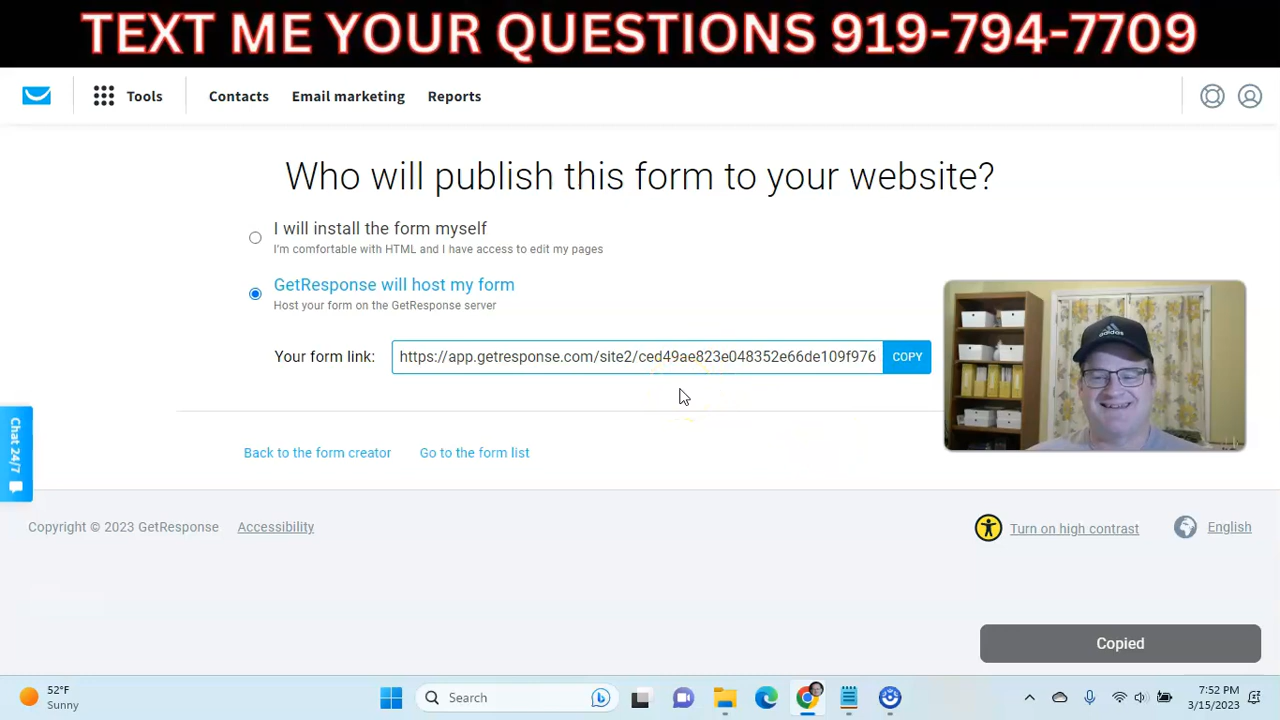 TEXT ME YOUR QUESTIONS 919-794-7709
Tools
Contacts
Email marketing
Reports
Who will publish this form to your website?
I will install the form myself
I'm comfortable with HTML and I have access to edit my pages
GetResponse will host my form
Host your form on the GetResponse server
Your form link: https://app.getresponse.com/site2/ced49ae823e048352e66de109f976 COPY
adidas
Chat 24/7
Back to the form creator
Go to the form list
Copyright © 2023 GetResponse
Accessibility
Turn on high contrast
English
Copied
52°F
Sunny
Search
7:52 PM
3/15/2023